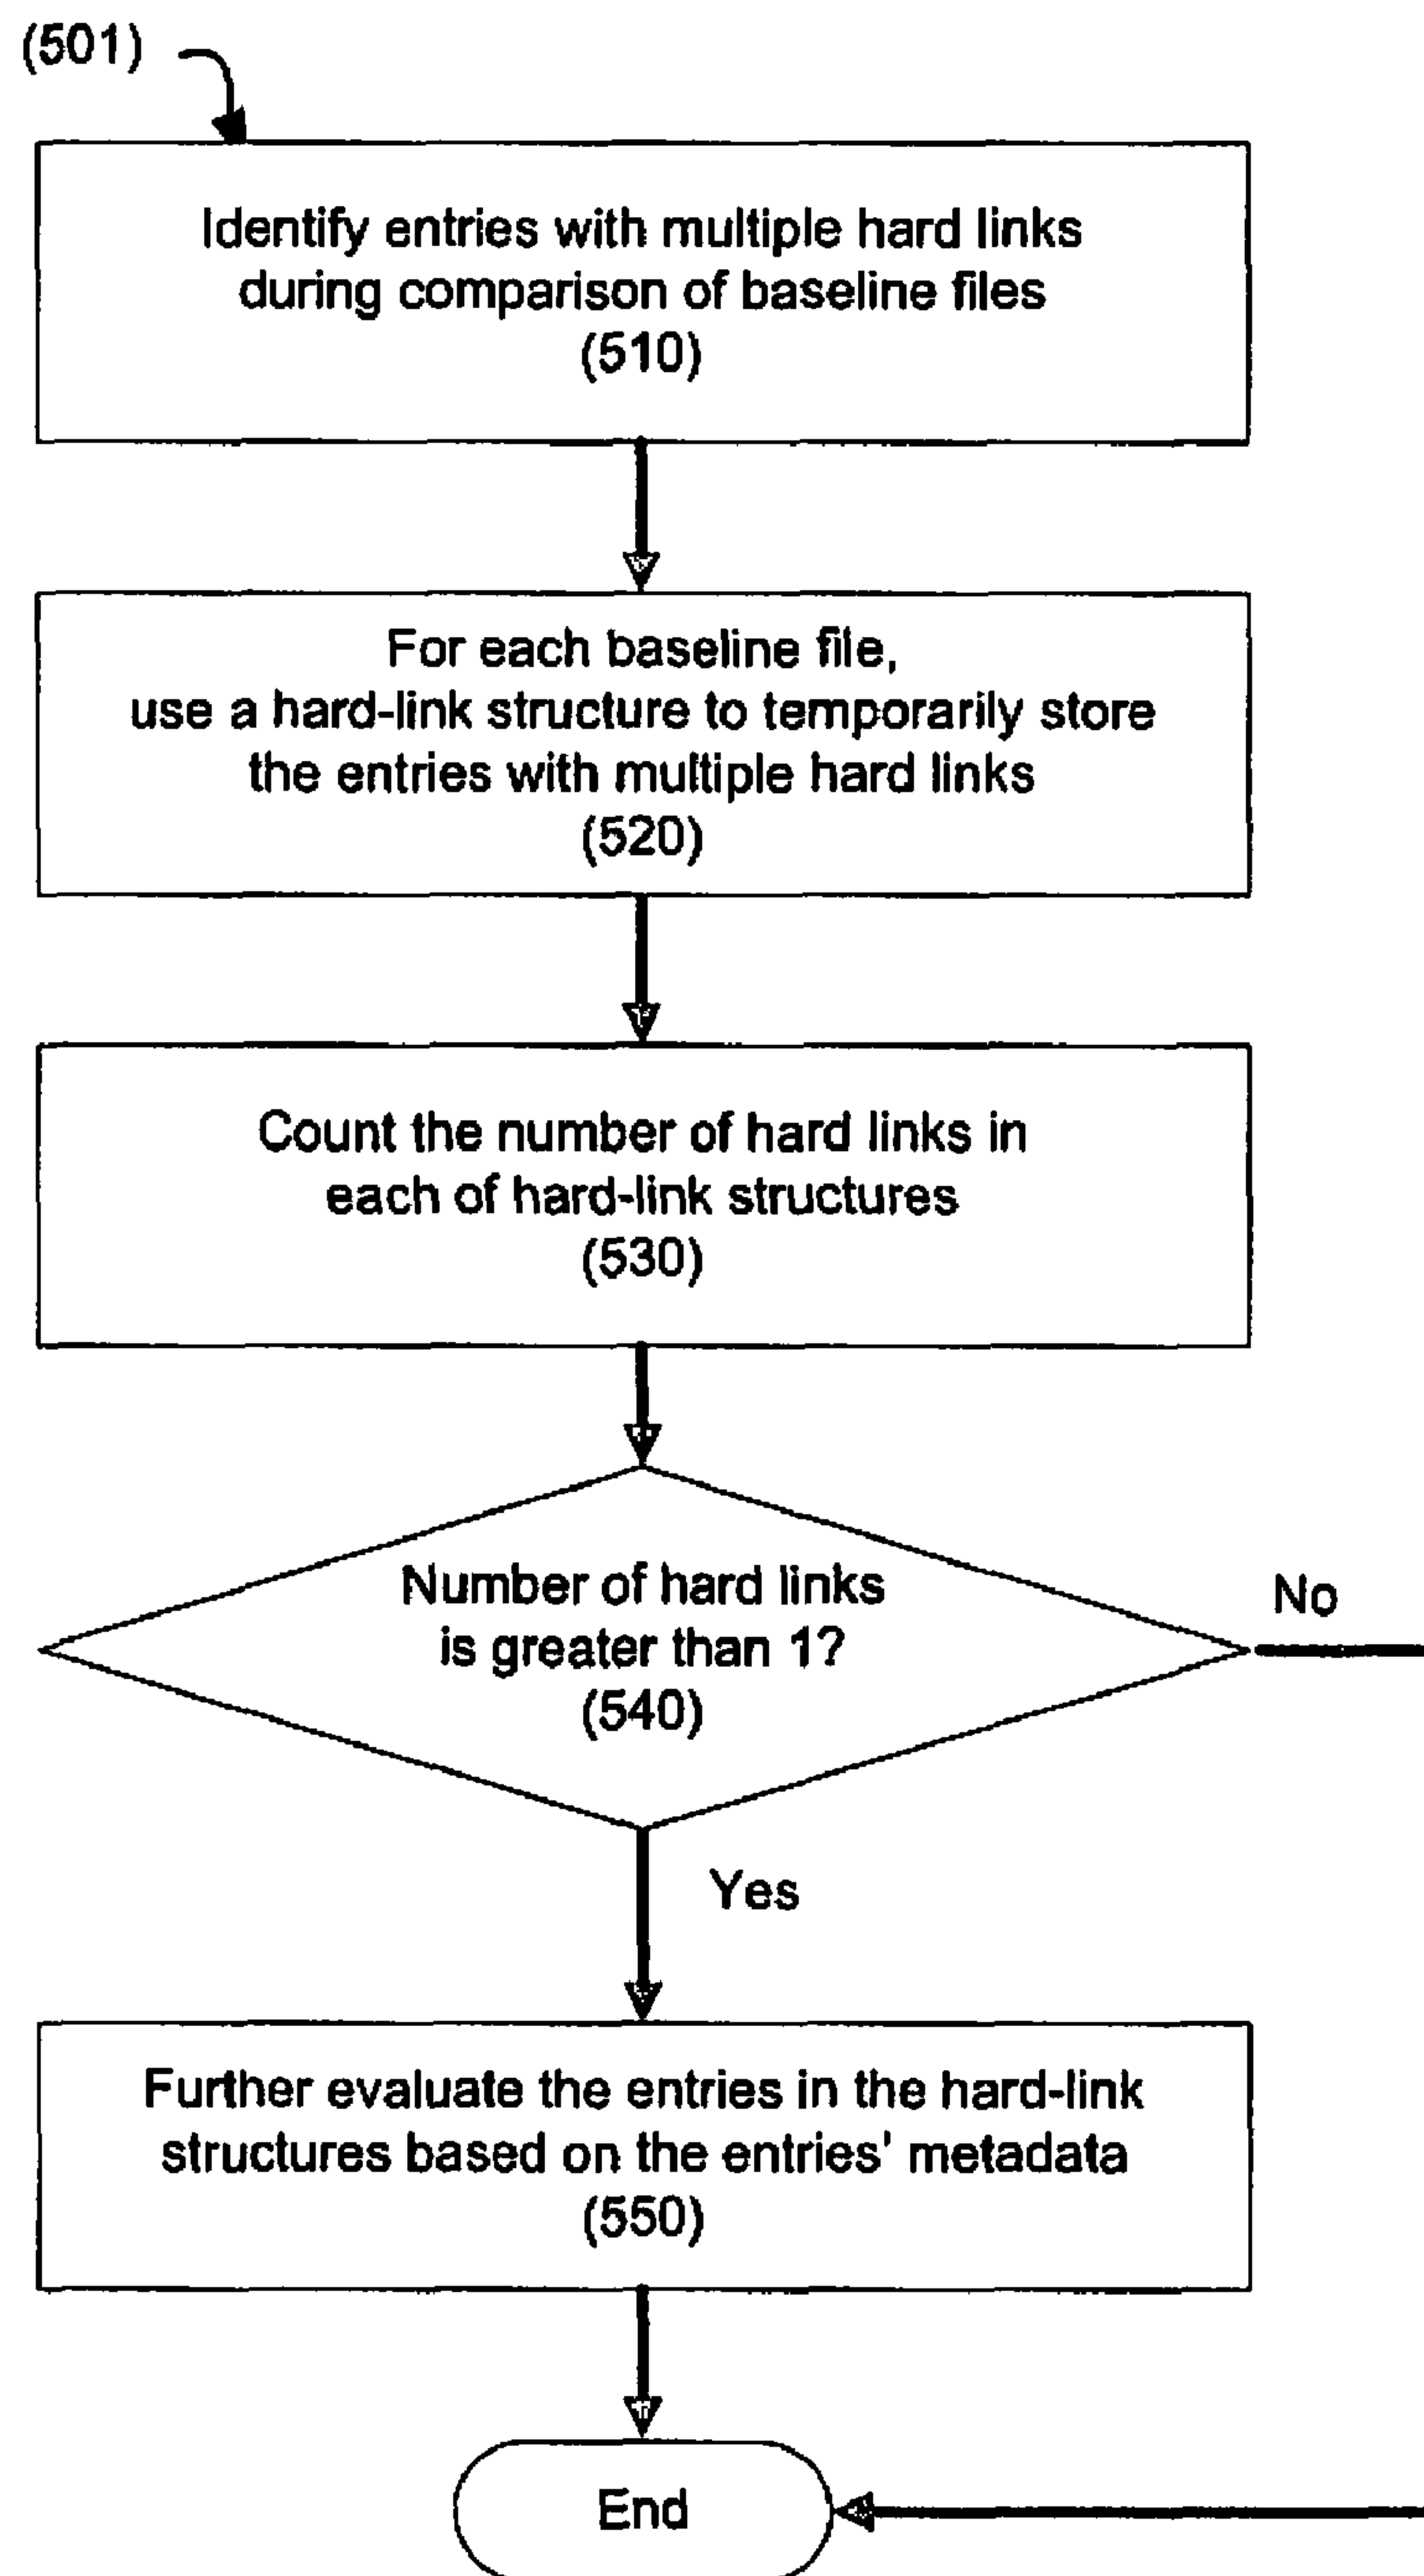 (501)
Identify entries with multiple hard links
during comparison of baseline files
(510)
For each baseline file,
use a hard-link structure to temporarily store
the entries with multiple hard links
(520)
Count the number of hard links in
each of hard-link structures
(530)
Number of hard links
is greater than 1?
(540)
No
Yes
Further evaluate the entries in the hard-link
structures based on the entries' metadata
(550)
End